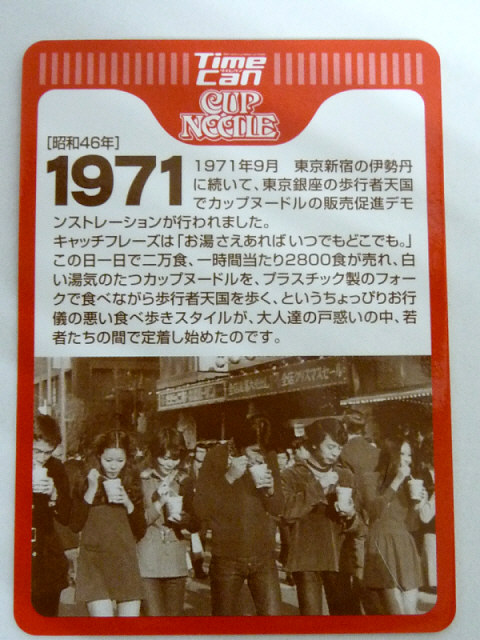 Time Can
CUP NOODLE
[昭和46年]
1971
1971年9月 東京新宿の伊勢丹
に続いて、東京銀座の歩行者天国
でカップヌードルの販売促進デモ
ンストレーションが行われました。
キャッチフレーズは「お湯さえあればいつでもどこでも。」
この日一日で二万食、一時間当たり2800食が売れ、白
い湯気のたつカップヌードルを、プラスチック製のフォー
クで食べながら歩行者天国を歩く、というちょっぴりお行
儀の悪い食べ歩きスタイルが、大人達の戸惑いの中、若
者たちの間で定着し始めたのです。